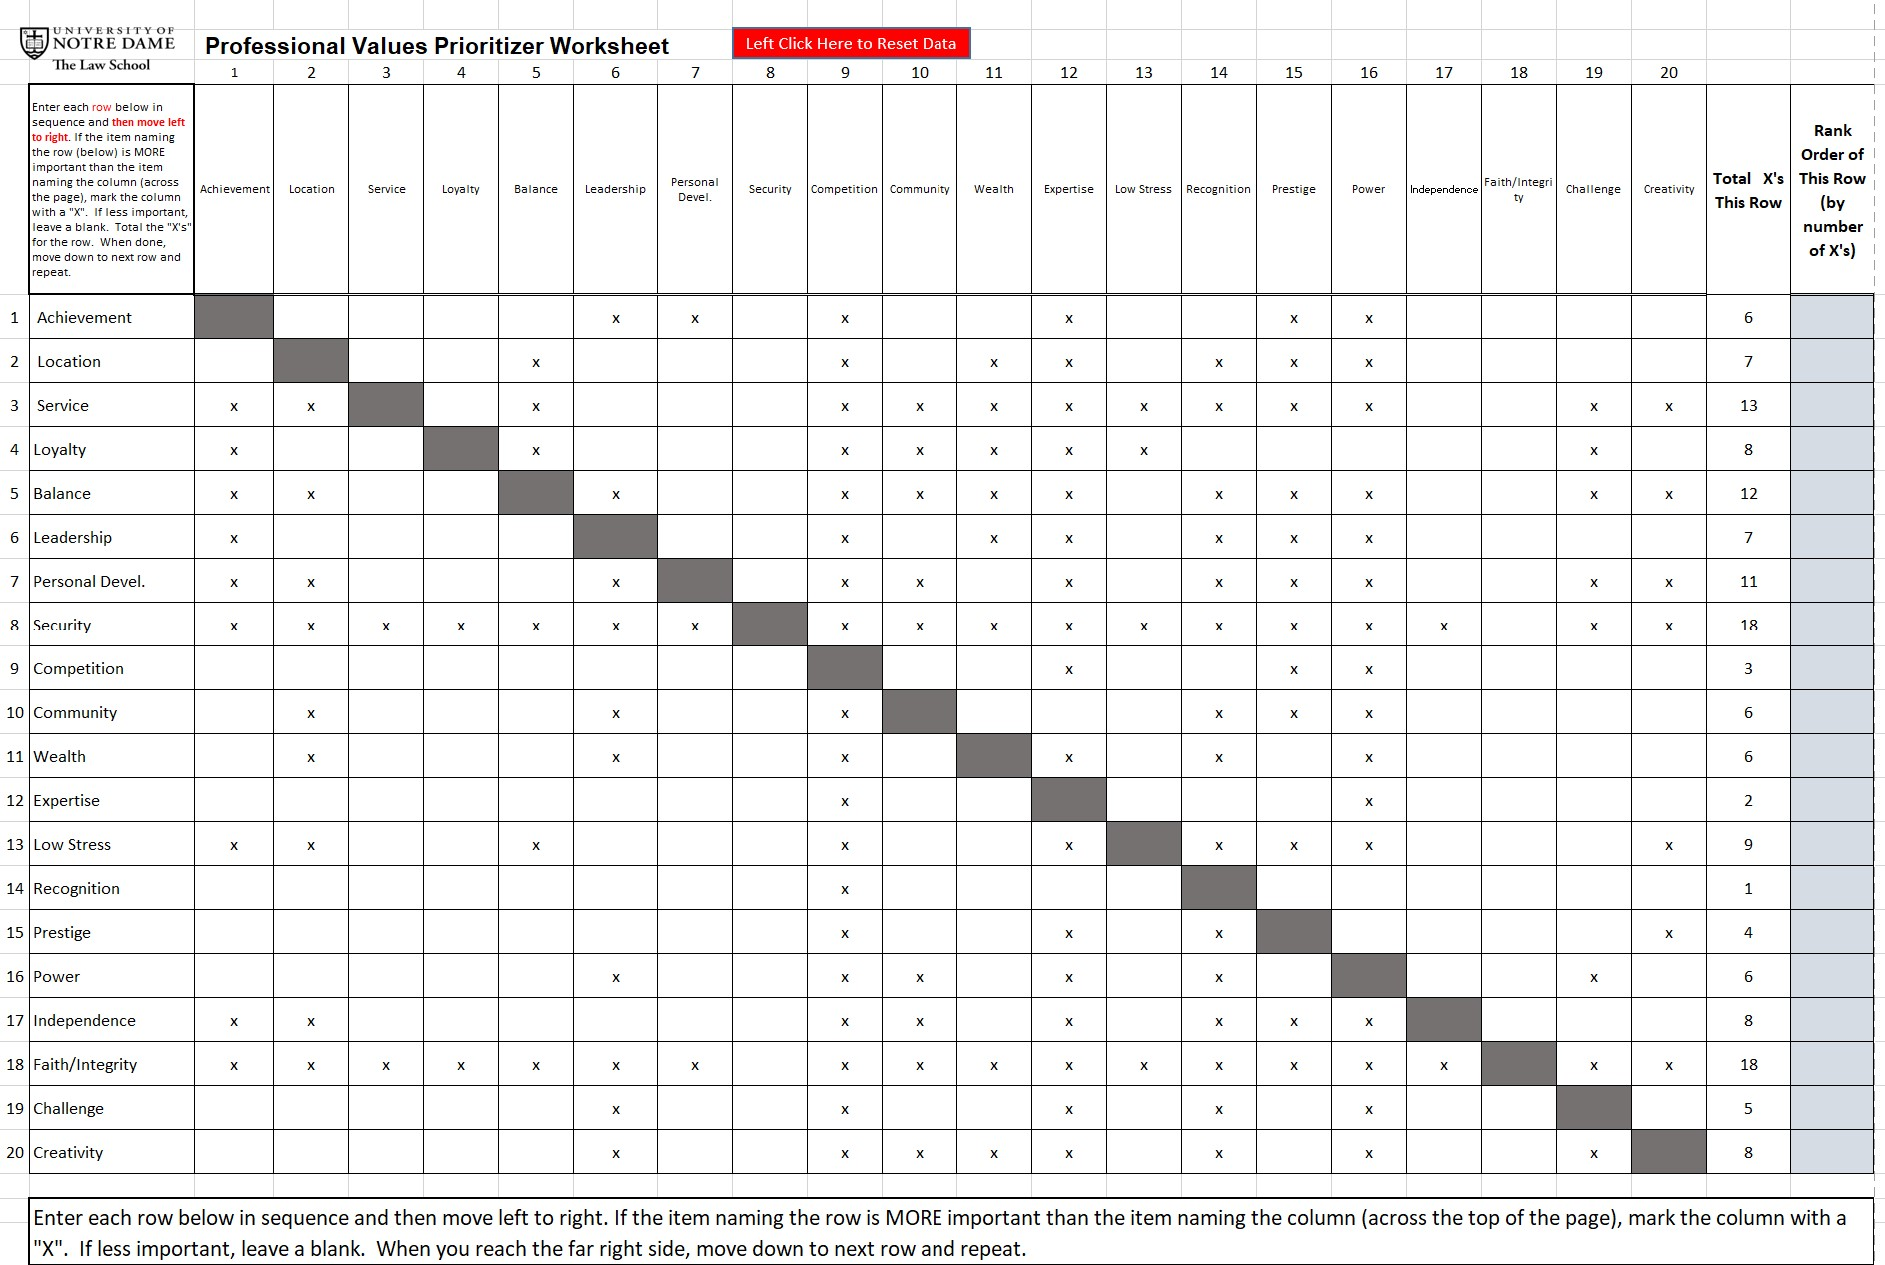 UNIVERSITY OF
NOTRE DAME
The Law School
Professional Values Prioritizer Worksheet
Left Click Here to Reset Data
1 2 3 4 5 6 7 8 9 10 11 12 13 14 15 16 17 18 19 20
Enter each row below in
sequence and then move left
to right. If the item naming
the row (below) is MORE
important than the item
naming the column (across
the page), mark the column
with a "X".  If less important,
leave a blank.  Total the "X's"
for the row.  When done,
move down to next row and
repeat.
Achievement Location Service Loyalty Balance Leadership Personal Devel. Security Competition Community Wealth Expertise Low Stress Recognition Prestige Power Independence Faith/Integrity Challenge Creativity
Total X's
This Row
Rank
Order of
This Row
(by
number
of X's)
1 Achievement x x x x x x 6
2 Location x x x x x x x 7
3 Service x x x x x x x x x x x x x 13
4 Loyalty x x x x x x x x 8
5 Balance x x x x x x x x x x x x 12
6 Leadership x x x x x x x 7
7 Personal Devel. x x x x x x x x x x x 11
8 Security x x x x x x x x x x x x x x x x x x 18
9 Competition x x x 3
10 Community x x x x x x 6
11 Wealth x x x x x x 6
12 Expertise x x 2
13 Low Stress x x x x x x x x x 9
14 Recognition x 1
15 Prestige x x x x 4
16 Power x x x x x x 6
17 Independence x x x x x x x x 8
18 Faith/Integrity x x x x x x x x x x x x x x x x x x 18
19 Challenge x x x x x 5
20 Creativity x x x x x x x x 8
Enter each row below in sequence and then move left to right. If the item naming the row is MORE important than the item naming the column (across the top of the page), mark the column with a
"X".  If less important, leave a blank.  When you reach the far right side, move down to next row and repeat.